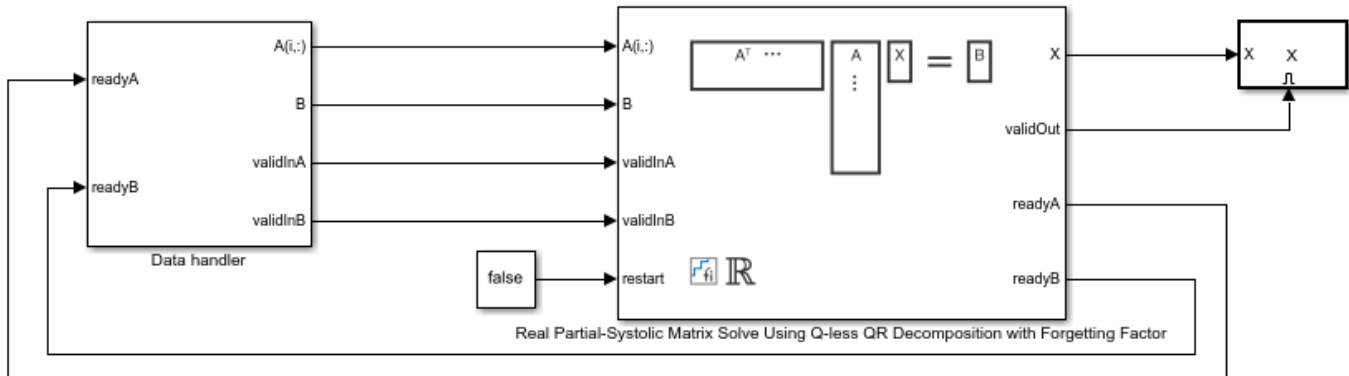 readyA
readyB
A(i,:)
B
validInA
validInB
Data handler
false
A(i,:)
B
validInA
validInB
restart
Aᵀ ⋯
A
⋮
X
=
B
fi ℝ
X
validOut
readyA
readyB
Real Partial-Systolic Matrix Solve Using Q-less QR Decomposition with Forgetting Factor
X X